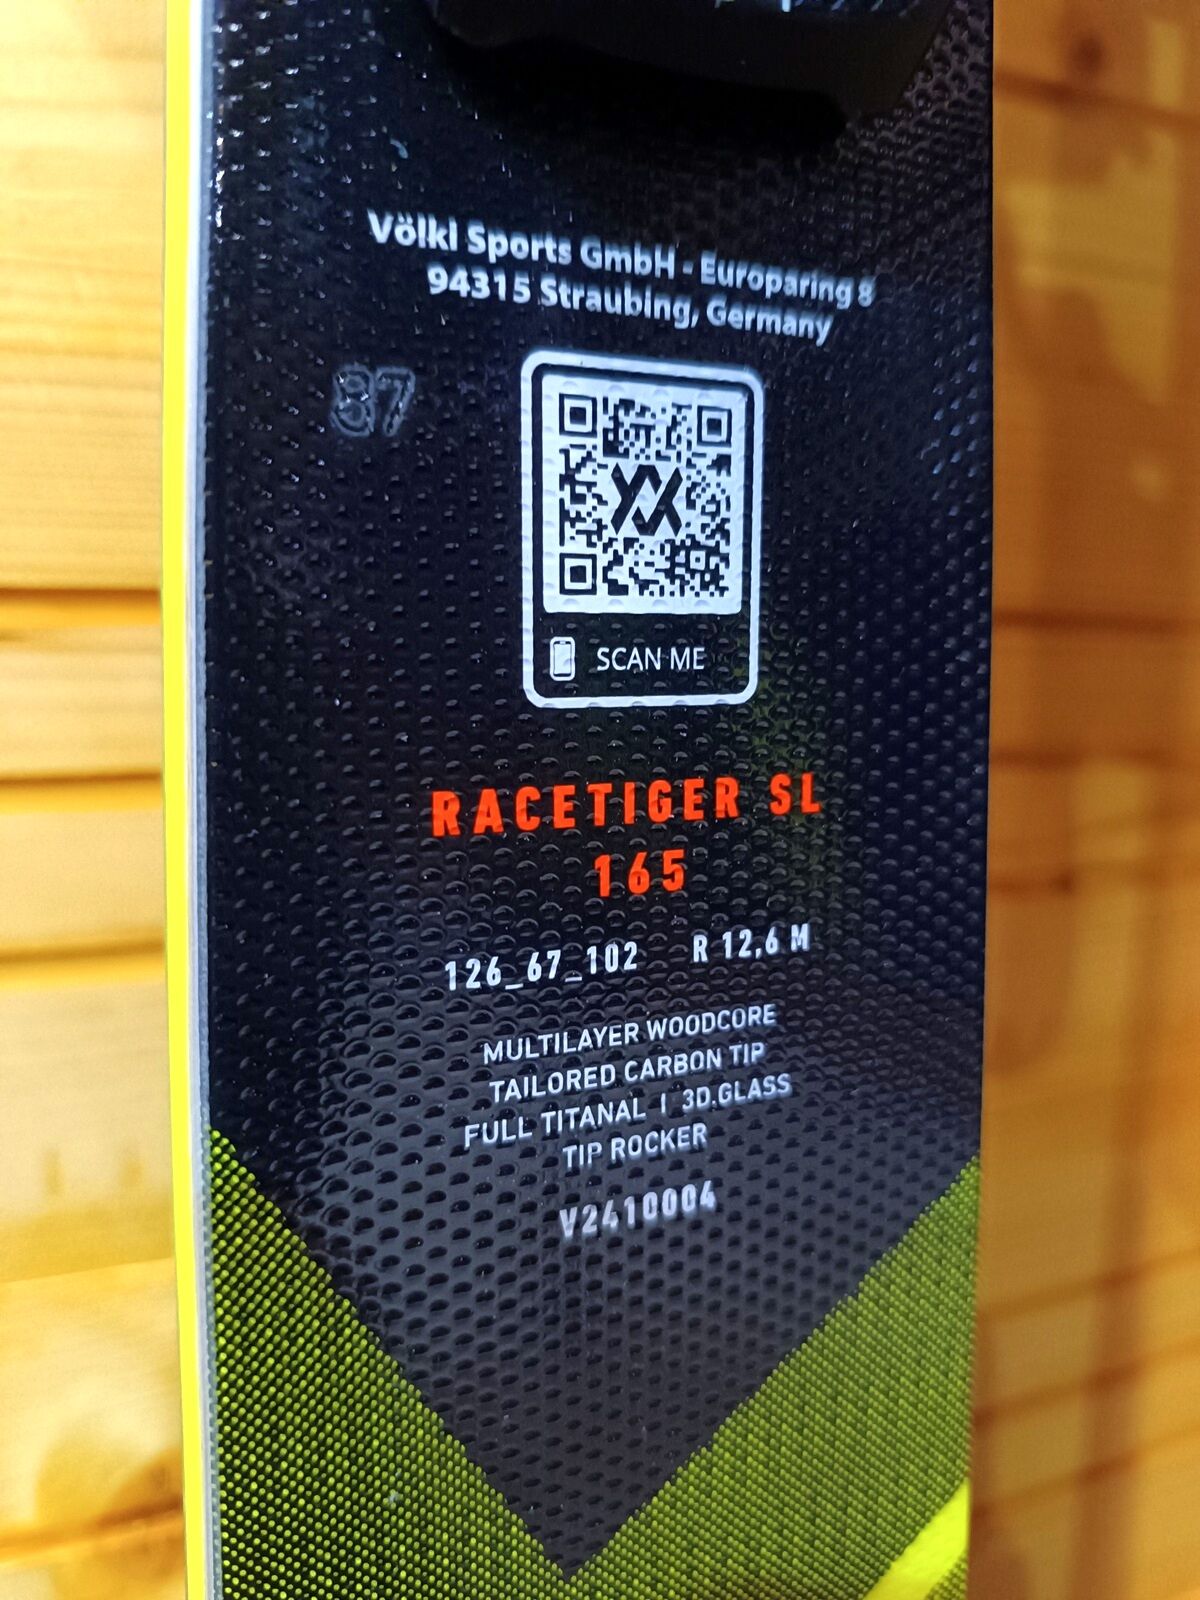 Völkl Sports GmbH - Europaring 8
94315 Straubing, Germany
87
SCAN ME
RACETIGER SL
165
126_67_102 R 12,6 M
MULTILAYER WOODCORE
TAILORED CARBON TIP
FULL TITANAL I 3D.GLASS
TIP ROCKER
V2410004